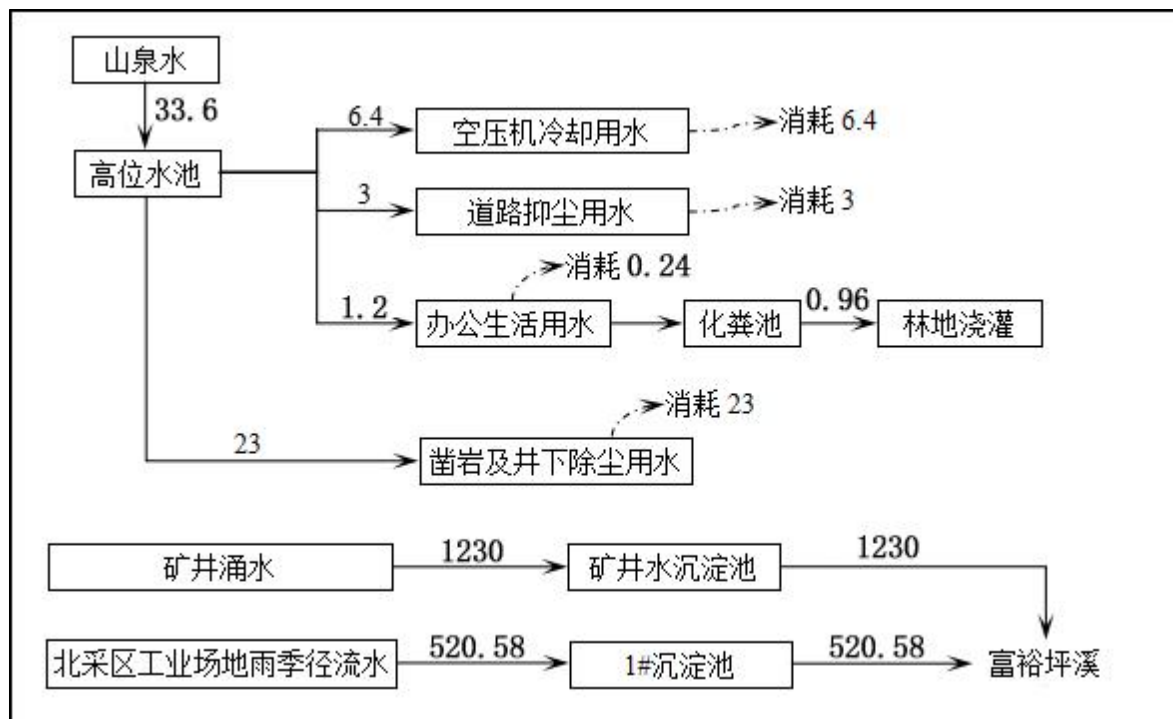 山泉水
33.6
高位水池
6.4
空压机冷却用水
消耗 6.4
3
道路抑尘用水
消耗 3
消耗 0.24
1.2
办公生活用水
化粪池
0.96
林地浇灌
消耗 23
23
凿岩及井下除尘用水
矿井涌水
1230
矿井水沉淀池
1230
北采区工业场地雨季径流水
520.58
1#沉淀池
520.58
富裕坪溪